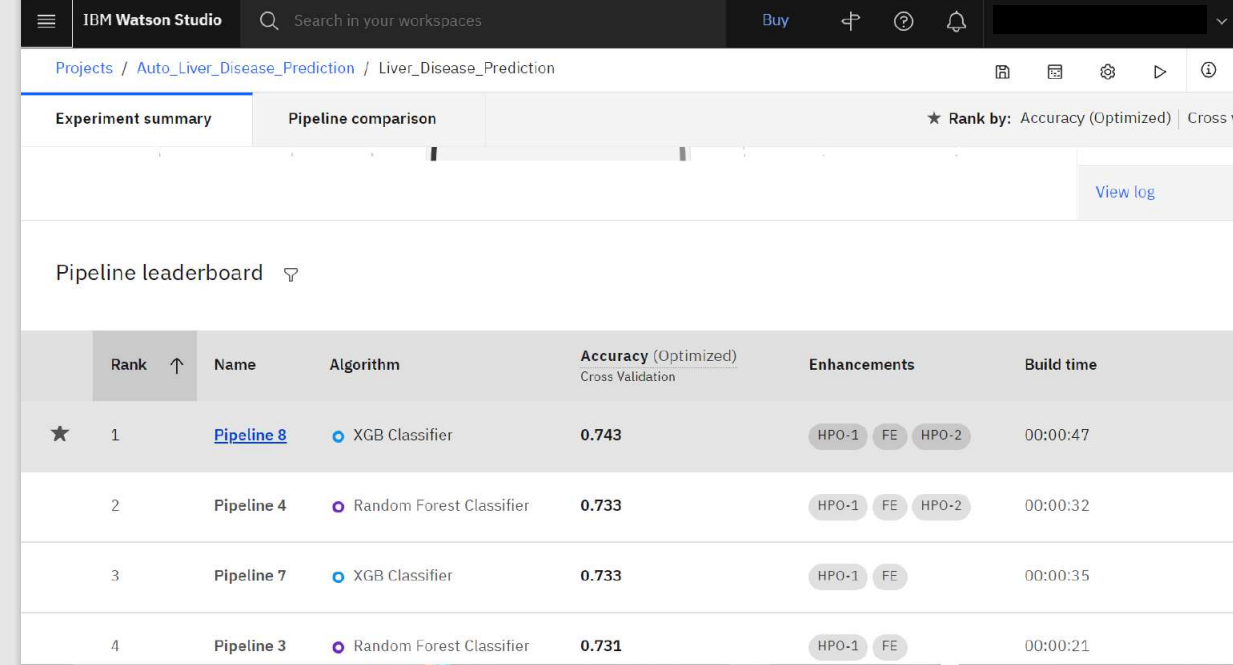 IBM Watson Studio Search in your workspaces Buy
Projects / Auto_Liver_Disease_Prediction / Liver_Disease_Prediction
Experiment summary Pipeline comparison ★ Rank by: Accuracy (Optimized) | Cross
View log
Pipeline leaderboard
Rank ↑ Name Algorithm Accuracy (Optimized) Enhancements Build time
Cross Validation
★ 1 Pipeline 8 XGB Classifier 0.743 HPO-1 FE HPO-2 00:00:47
2 Pipeline 4 Random Forest Classifier 0.733 HPO-1 FE HPO-2 00:00:32
3 Pipeline 7 XGB Classifier 0.733 HPO-1 FE 00:00:35
4 Pipeline 3 Random Forest Classifier 0.731 HPO-1 FE 00:00:21